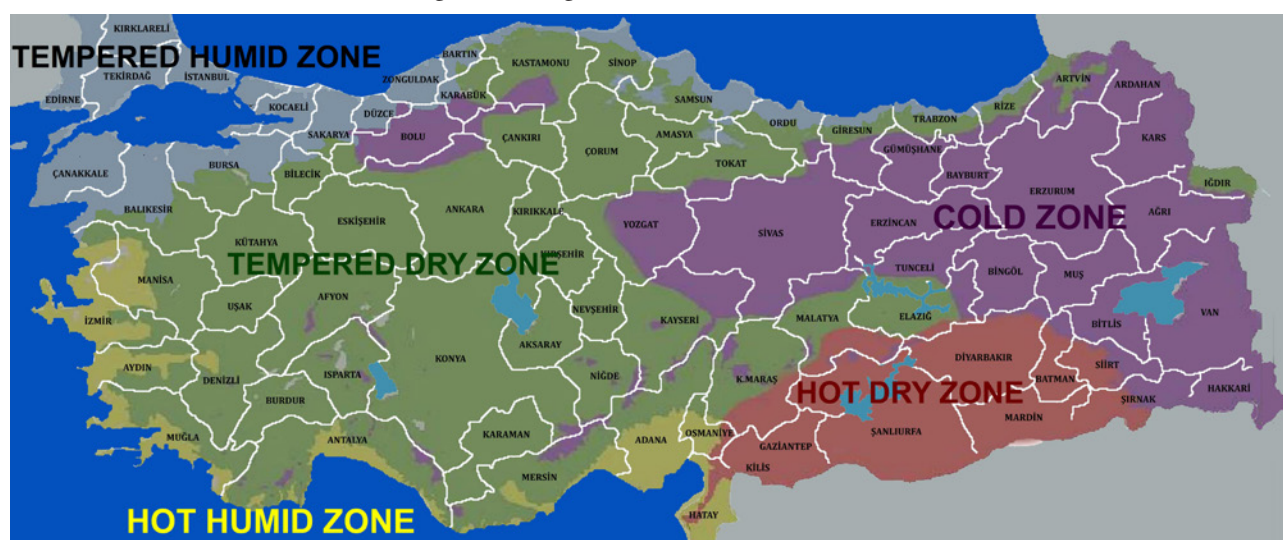 KIRKLARELİ
TEMPERED HUMID ZONE
TEKİRDAĞ
İSTANBUL
EDİRNE
KOCAELİ
SAKARYA
DÜZCE
ZONGULDAK
BARTIN
KARABÜK
KASTAMONU
SİNOP
SAMSUN
ORDU
GİRESUN
TRABZON
RİZE
ARTVİN
ARDAHAN
ÇANAKKALE
BURSA
BİLECİK
BOLU
ÇANKIRI
ÇORUM
AMASYA
TOKAT
GÜMÜŞHANE
BAYBURT
ERZURUM
KARS
IĞDIR
BALIKESİR
KÜTAHYA
ESKİŞEHİR
ANKARA
KIRIKKALE
YOZGAT
SİVAS
ERZİNCAN
COLD ZONE
AĞRI
TEMPERED DRY ZONE
KIRŞEHİR
MANİSA
UŞAK
AFYON
NEVŞEHİR
KAYSERİ
MALATYA
TUNCELİ
ELAZIĞ
BİNGÖL
MUŞ
BİTLİS
VAN
İZMİR
AYDIN
DENİZLİ
ISPARTA
BURDUR
KONYA
AKSARAY
NİĞDE
K.MARAŞ
HOT DRY ZONE
DİYARBAKIR
BATMAN
SİİRT
ŞIRNAK
HAKKARİ
MUĞLA
ANTALYA
KARAMAN
MERSİN
ADANA
OSMANİYE
GAZİANTEP
KİLİS
ŞANLIURFA
MARDİN
HATAY
HOT HUMID ZONE